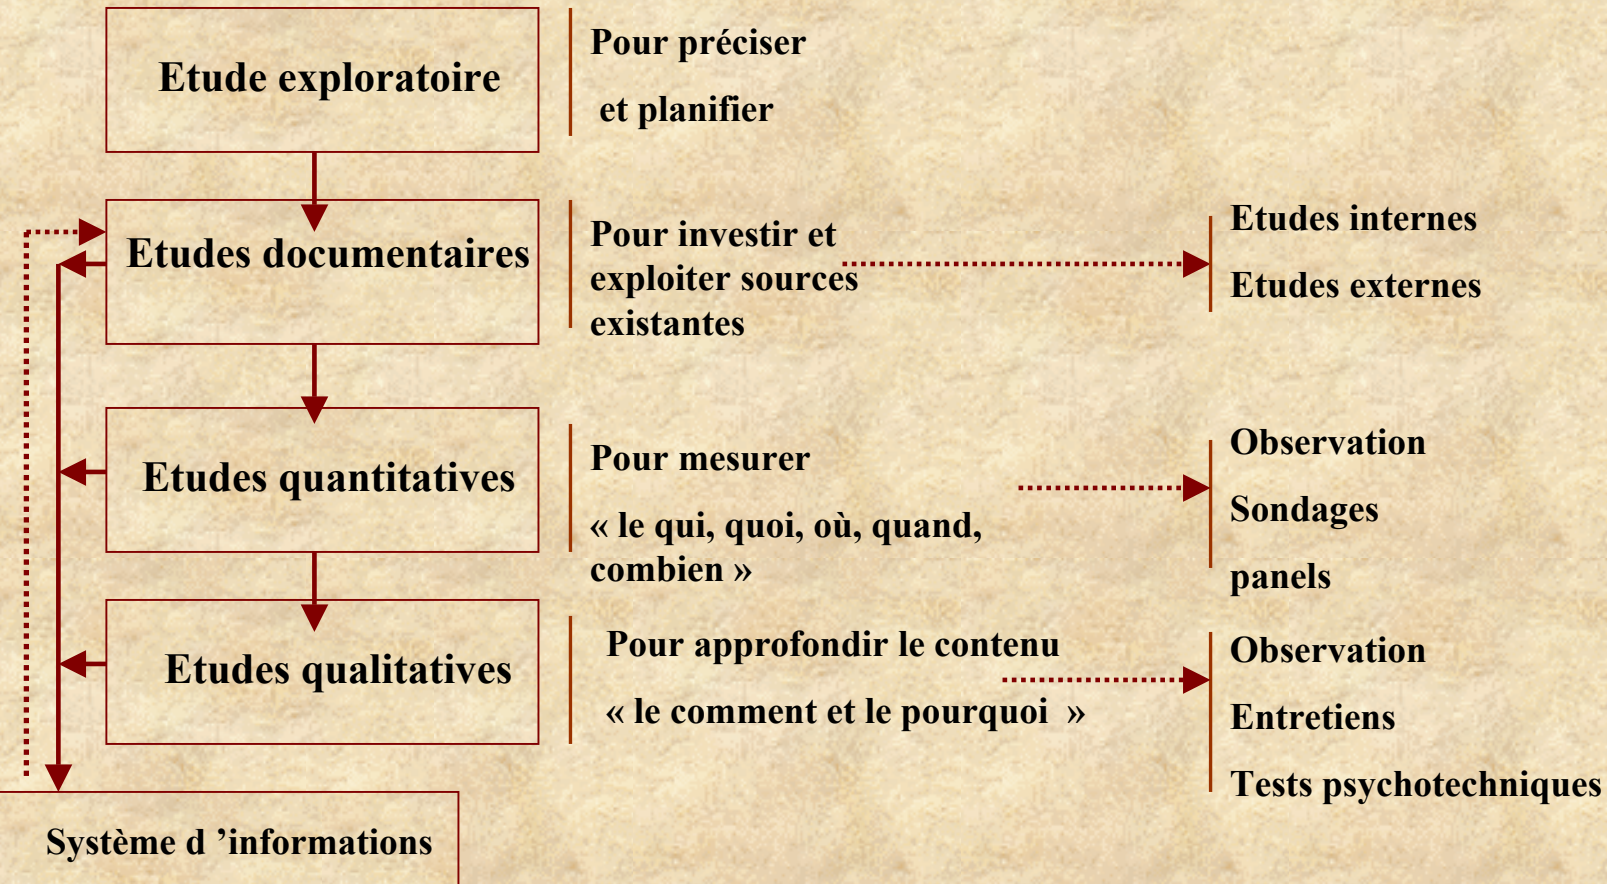 Etude exploratoire
Pour préciser
et planifier
Etudes documentaires
Pour investir et
exploiter sources
existantes
Etudes internes
Etudes externes
Etudes quantitatives
Pour mesurer
« le qui, quoi, où, quand,
combien »
Observation
Sondages
panels
Etudes qualitatives
Pour approfondir le contenu
« le comment et le pourquoi  »
Observation
Entretiens
Tests psychotechniques
Système d ’informations